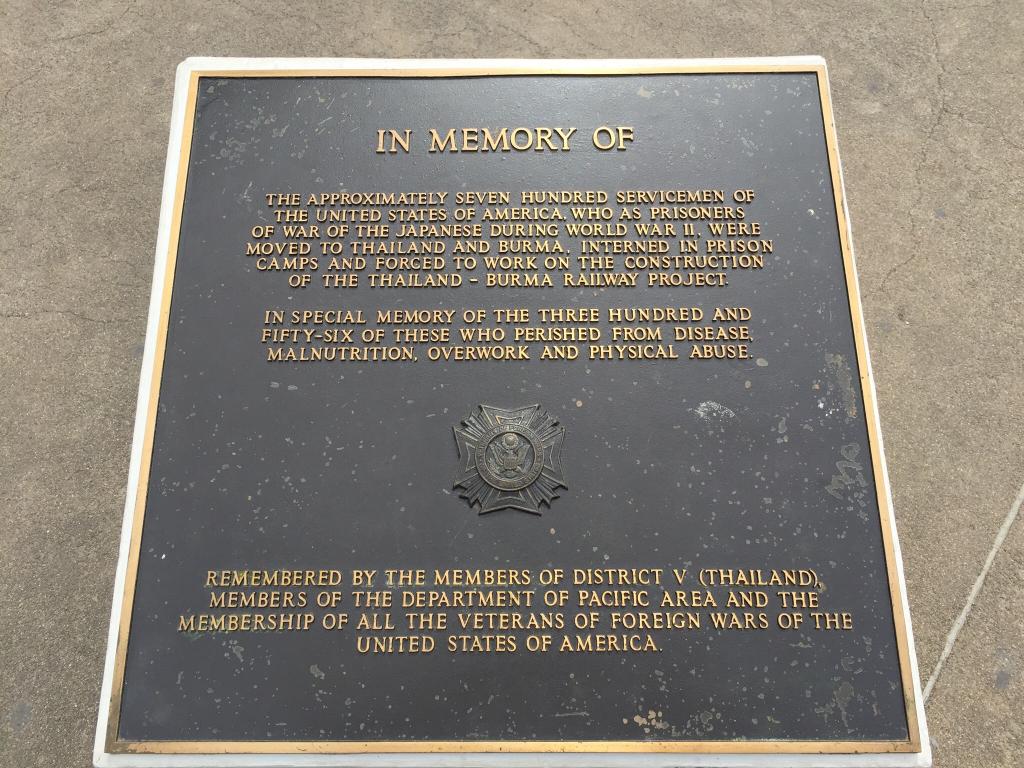 IN MEMORY OF
THE APPROXIMATELY SEVEN HUNDRED SERVICEMEN OF
THE UNITED STATES OF AMERICA, WHO AS PRISONERS
OF WAR OF THE JAPANESE DURING WORLD WAR II, WERE
MOVED TO THAILAND AND BURMA, INTERNED IN PRISON
CAMPS AND FORCED TO WORK ON THE CONSTRUCTION
OF THE THAILAND - BURMA RAILWAY PROJECT.
IN SPECIAL MEMORY OF THE THREE HUNDRED AND
FIFTY-SIX OF THESE WHO PERISHED FROM DISEASE,
MALNUTRITION, OVERWORK AND PHYSICAL ABUSE.
REMEMBERED BY THE MEMBERS OF DISTRICT V (THAILAND),
MEMBERS OF THE DEPARTMENT OF PACIFIC AREA AND THE
MEMBERSHIP OF ALL THE VETERANS OF FOREIGN WARS OF THE
UNITED STATES OF AMERICA.